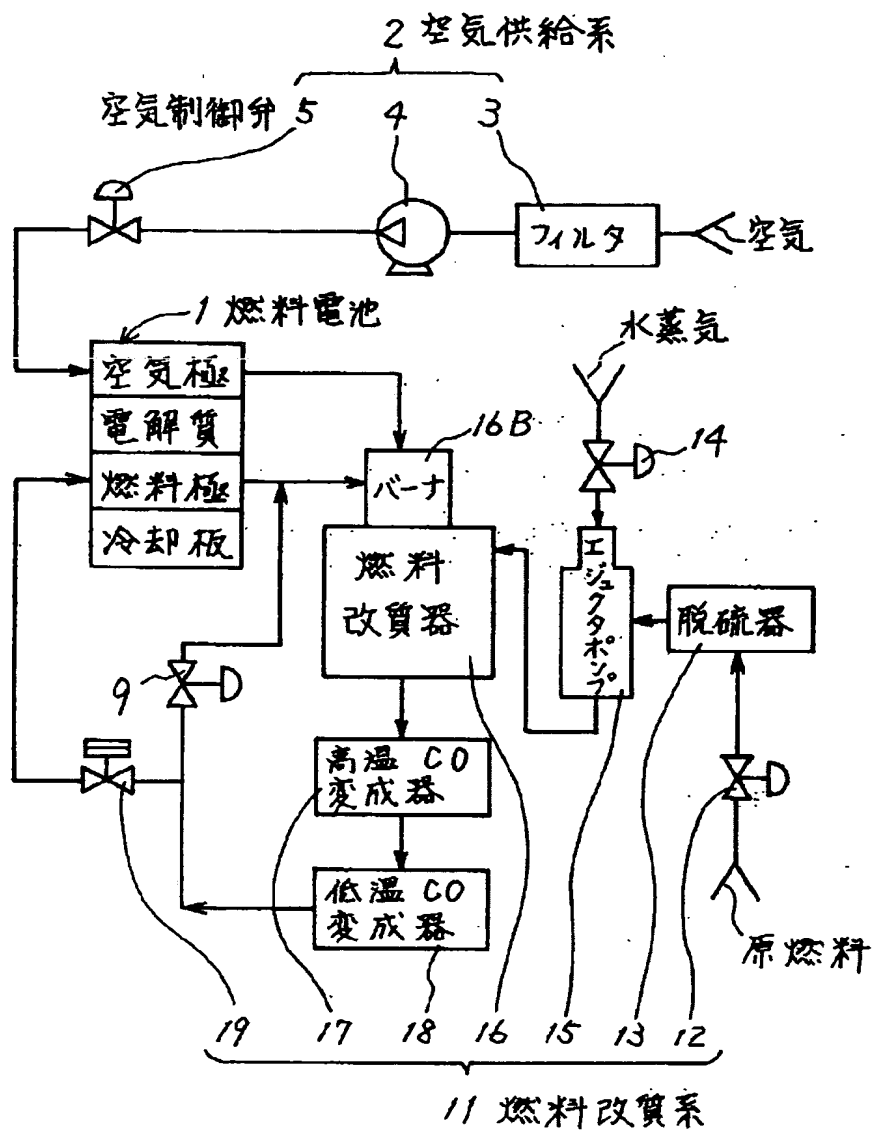 2 空気供給系
空気制御弁 5 4 3
フィルタ
空気
1 燃料電池
空気極
電解質
燃料極
冷却板
水蒸気
14
16B
バーナ
燃料
改質器
エジェクタポンプ
脱硫器
9
高温CO
変成器
低温CO
変成器
原燃料
19 17 18 16 15 13 12
11 燃料改質系